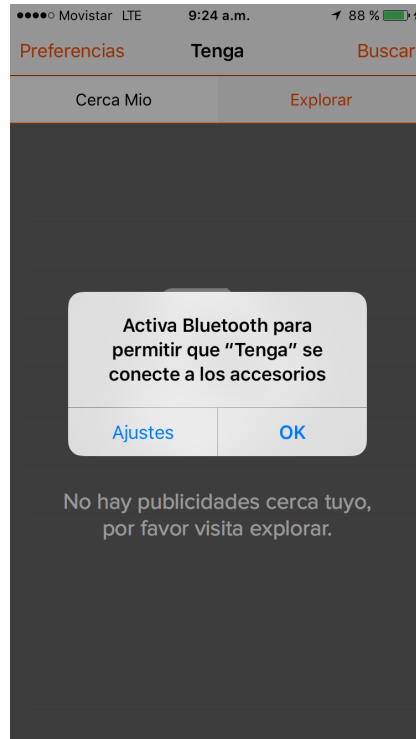 Movistar LTE 9:24 a.m. 88 %
Preferencias Tenga Buscar
Cerca Mio Explorar
Activa Bluetooth para
permitir que “Tenga” se
conecte a los accesorios
Ajustes OK
No hay publicidades cerca tuyo,
por favor visita explorar.